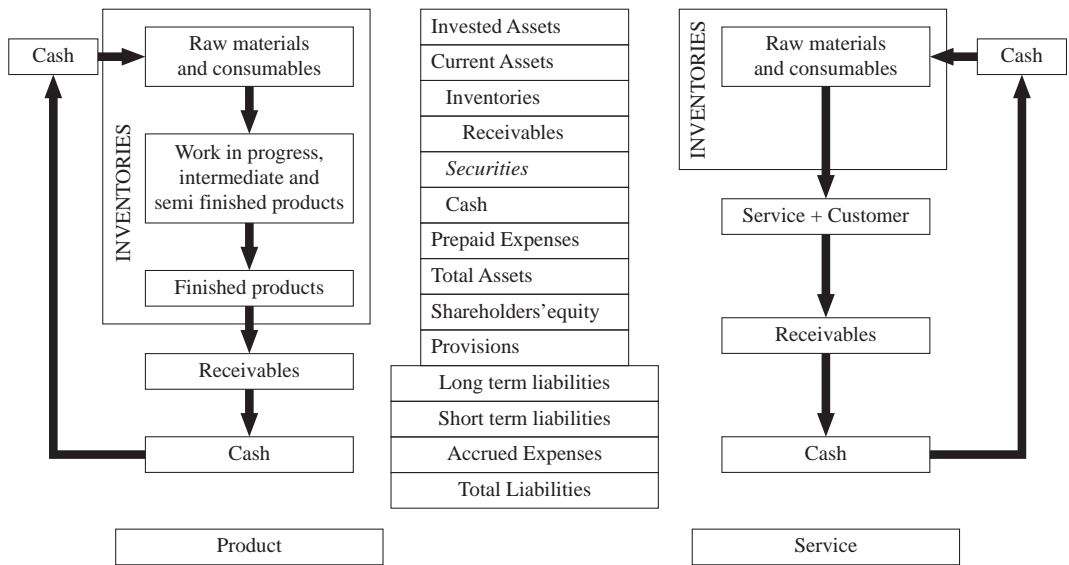 Cash
Raw materials
and consumables
INVENTORIES
Work in progress,
intermediate and
semi finished products
Finished products
Receivables
Cash
Product
Invested Assets
Current Assets
Inventories
Receivables
Securities
Cash
Prepaid Expenses
Total Assets
Shareholders’equity
Provisions
Long term liabilities
Short term liabilities
Accrued Expenses
Total Liabilities
INVENTORIES
Raw materials
and consumables
Cash
Service + Customer
Receivables
Cash
Service